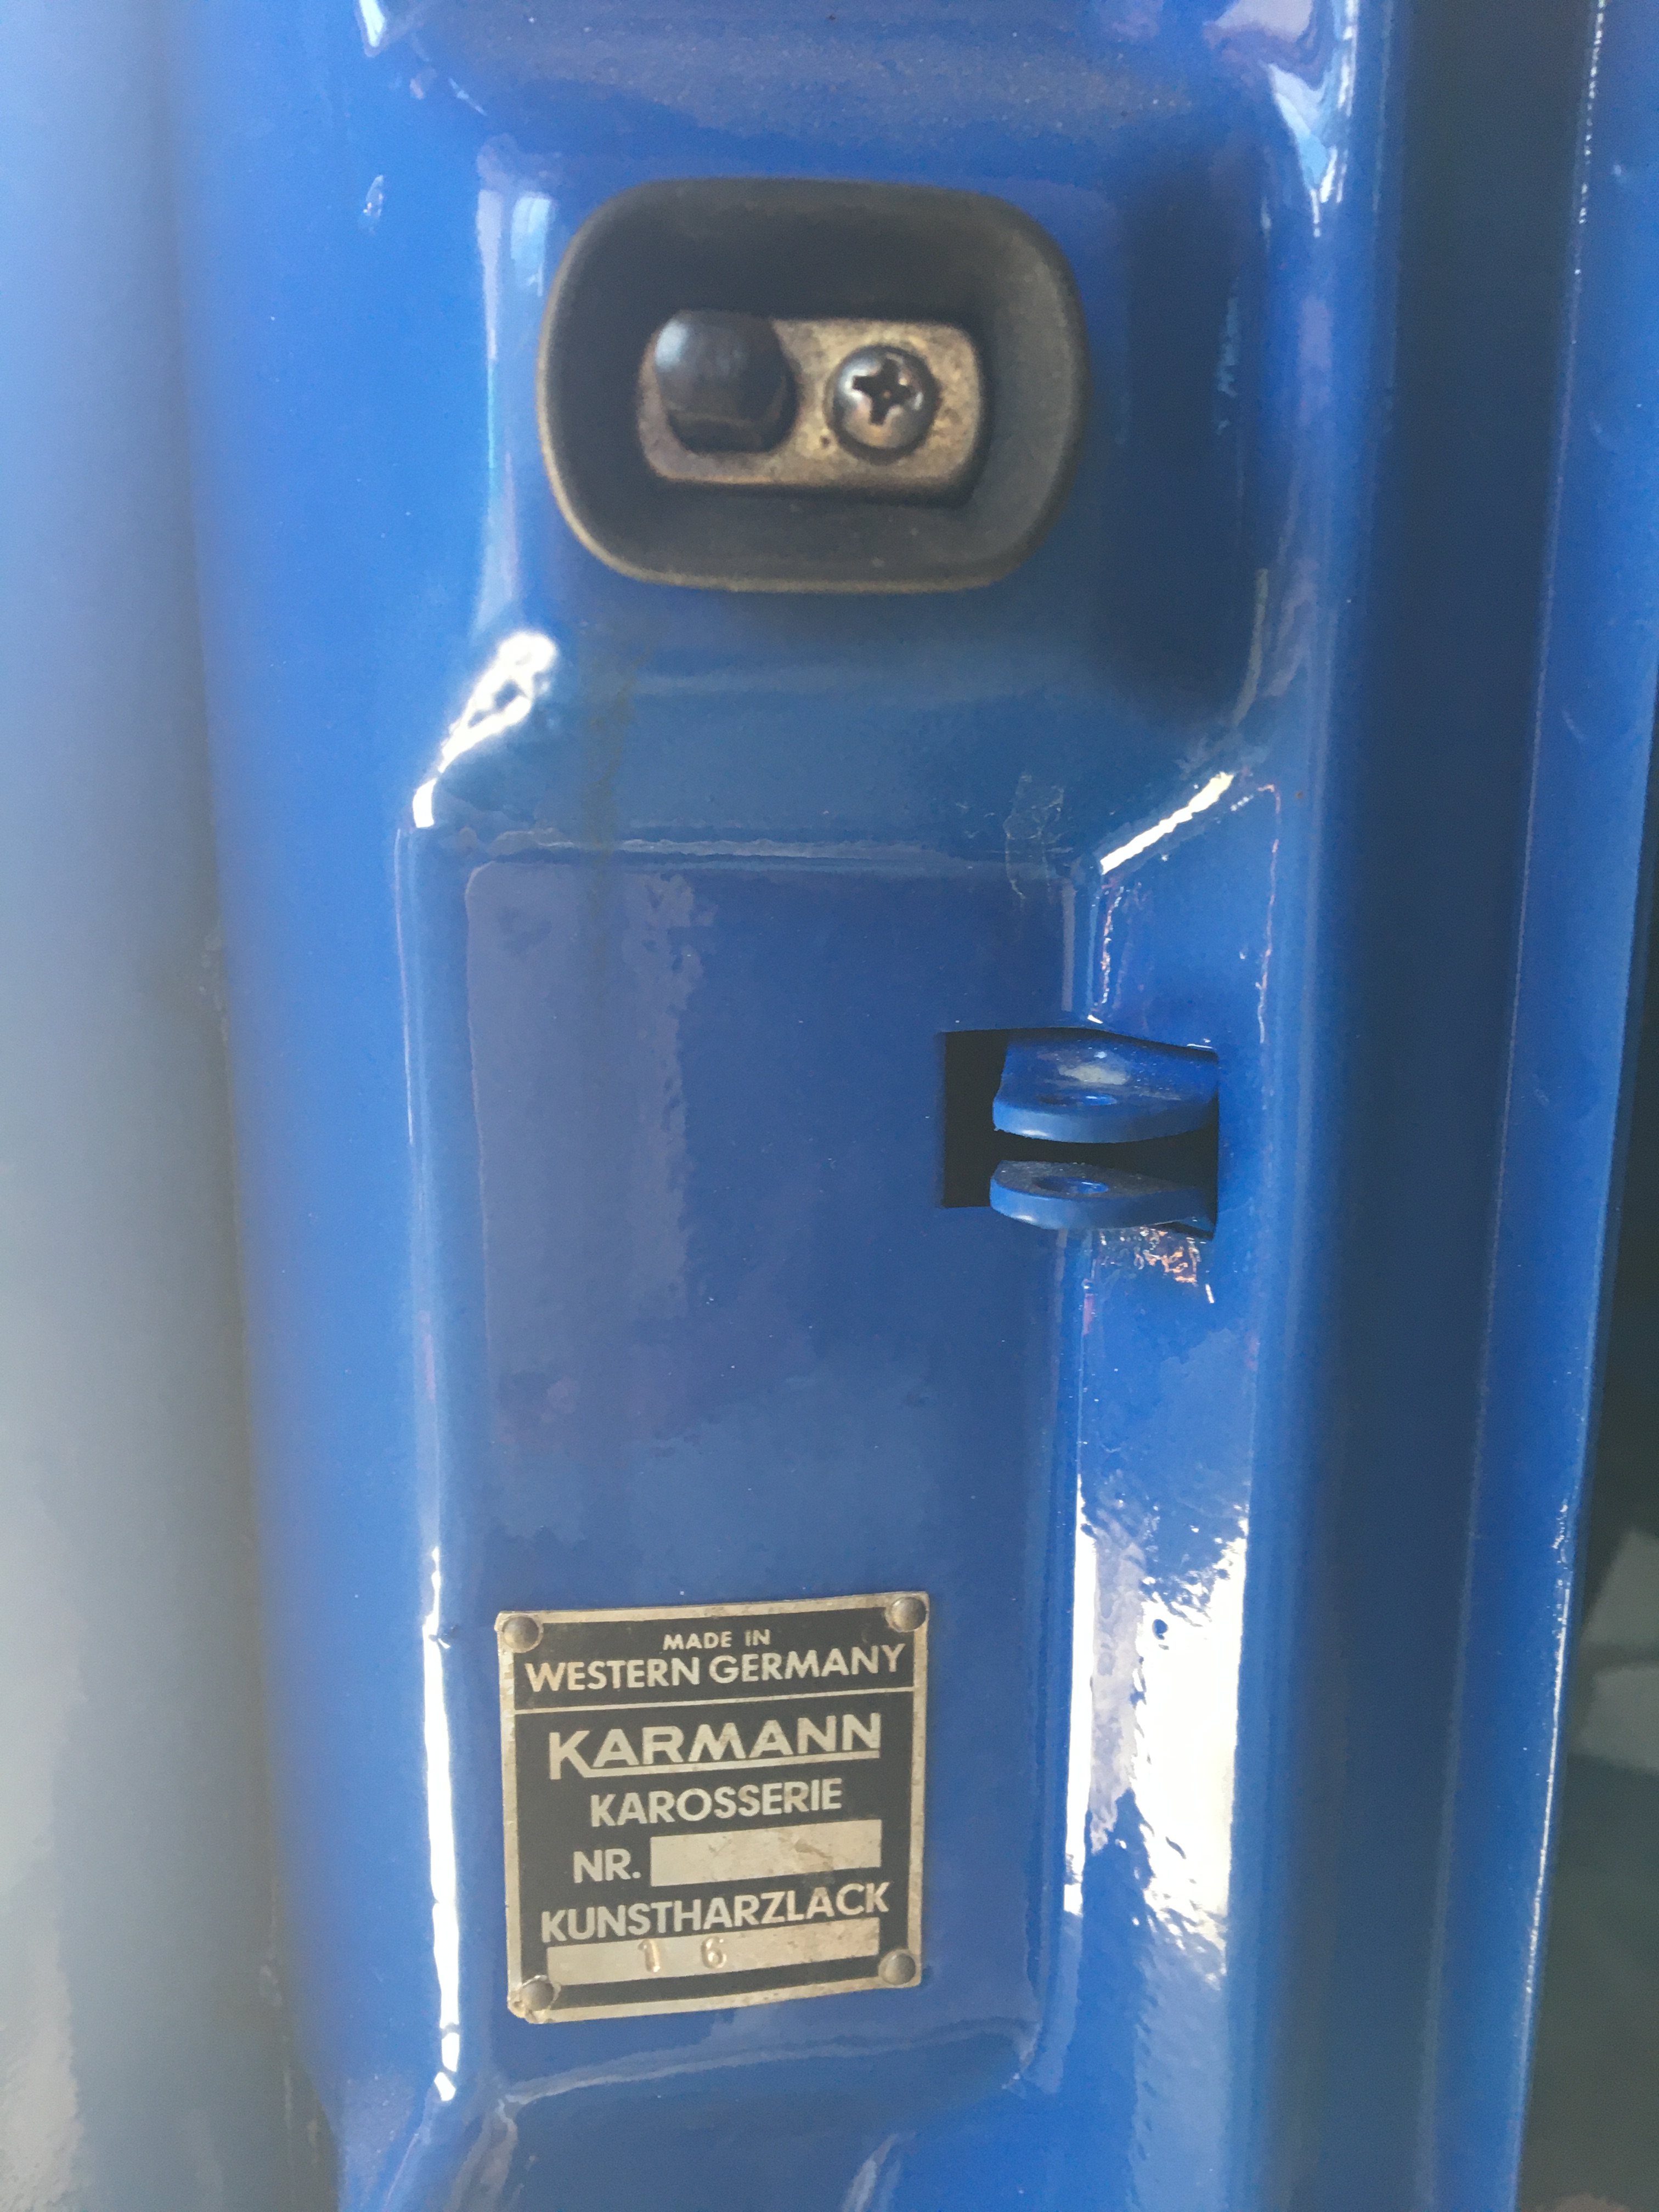 MADE IN
WESTERN GERMANY
KARMANN
KAROSSERIE
NR.
KUNSTHARZLACK
1 6